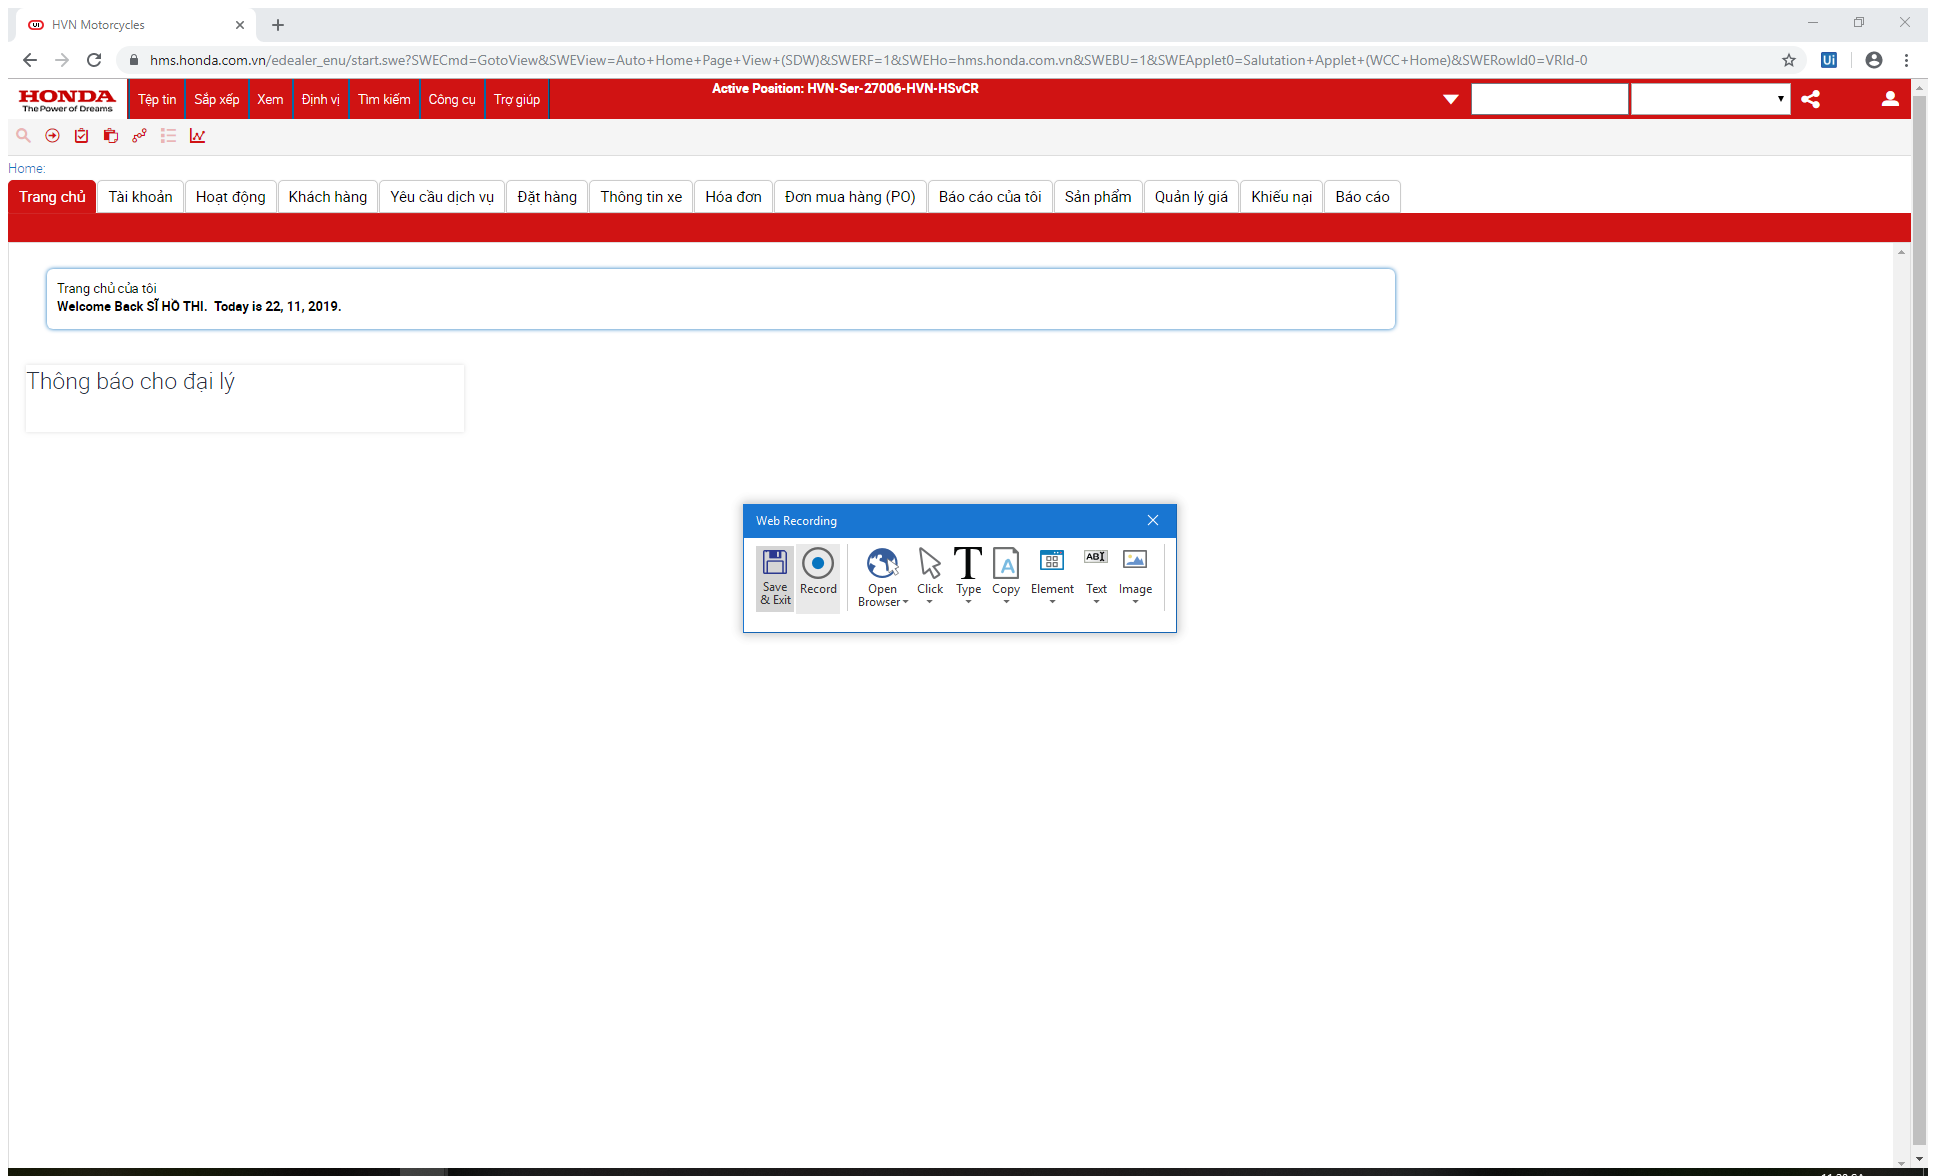 HVN Motorcycles
hms.honda.com.vn/edealer_enu/start.swe?SWECmd=GotoView&SWEView=Auto+Home+Page+View+(SDW)&SWERF=1&SWEHo=hms.honda.com.vn&SWEBU=1&SWEApplet0=Salutation+Applet+(WCC+Home)&SWERowId0=VRId-0
Ui
HONDA
The Power of Dreams
Tệp tin Sắp xếp Xem Định vị Tìm kiếm Công cụ Trợ giúp
Active Position: HVN-Ser-27006-HVN-HSvCR
Home:
Trang chủ Tài khoản Hoạt động Khách hàng Yêu cầu dịch vụ Đặt hàng Thông tin xe Hóa đơn Đơn mua hàng (PO) Báo cáo của tôi Sản phẩm Quản lý giá Khiếu nại Báo cáo
Trang chủ của tôi
Welcome Back SĨ HỒ THI. Today is 22, 11, 2019.
Thông báo cho đại lý
Web Recording
Save & Exit
Record
Open Browser
Click
Type
Copy
Element
Text
Image